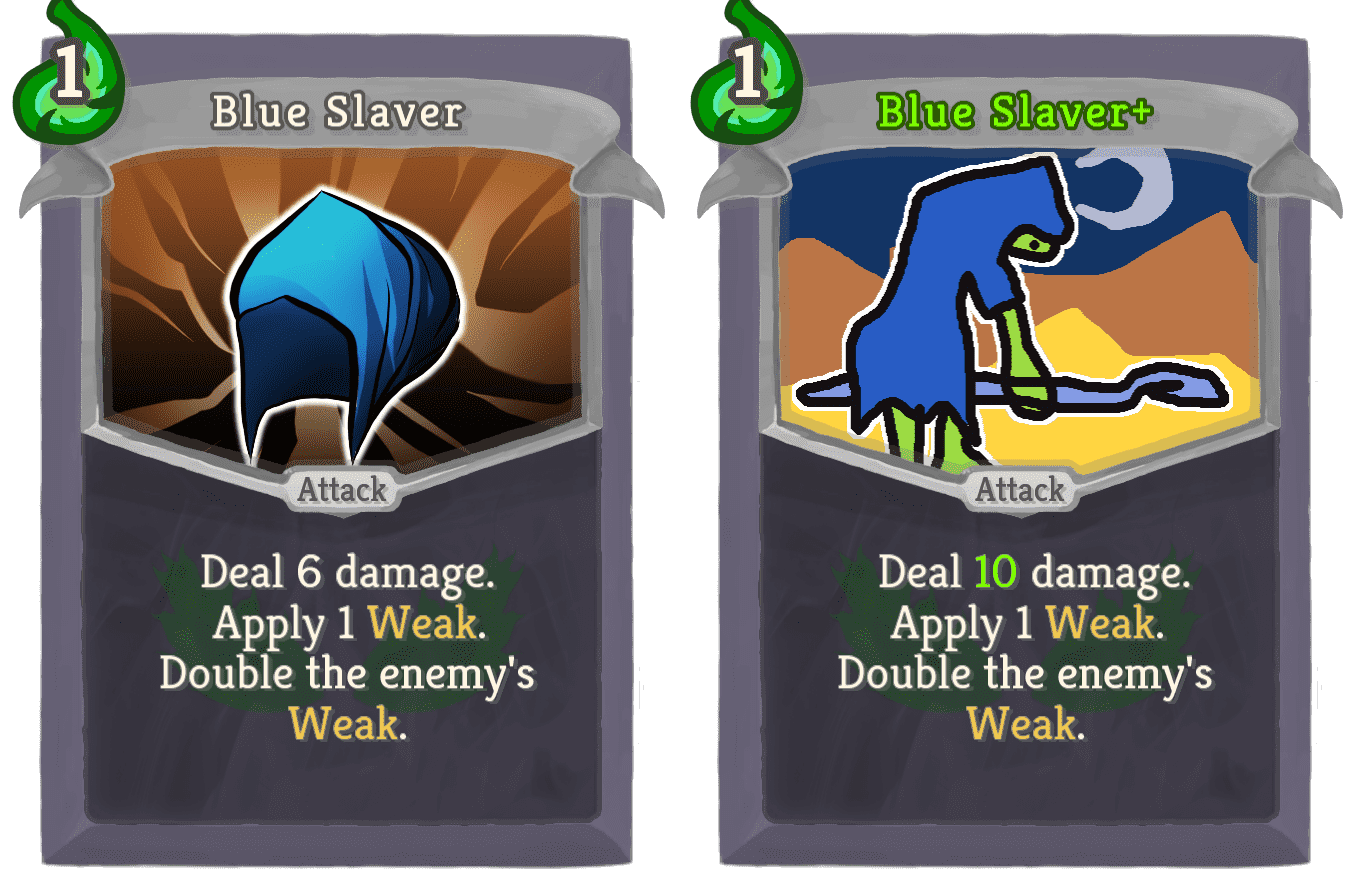 1
Blue Slaver
Attack
Deal 6 damage.
Apply 1 Weak.
Double the enemy's
Weak.
1
Blue Slaver+
Attack
Deal 10 damage.
Apply 1 Weak.
Double the enemy's
Weak.